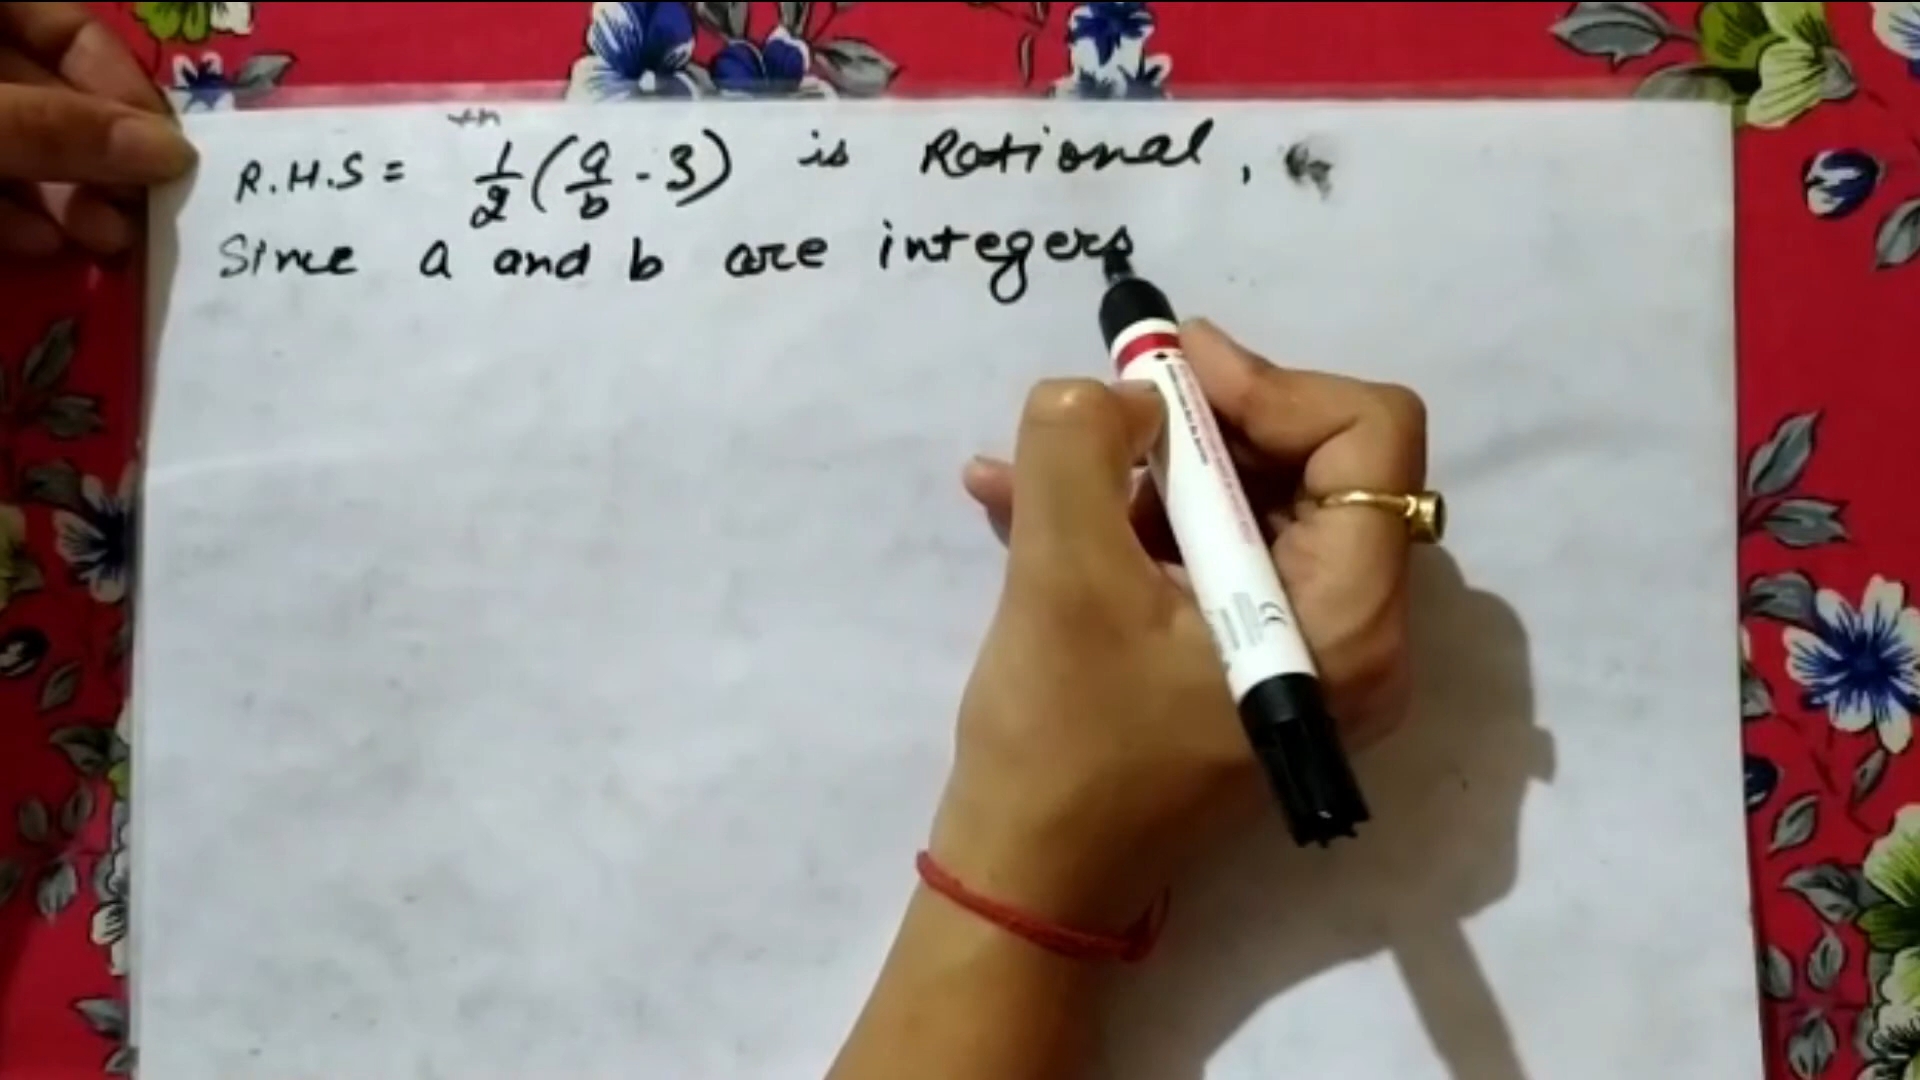 R.H.S = 1/2 (a/b - 3) is Rational,
Since a and b are integers